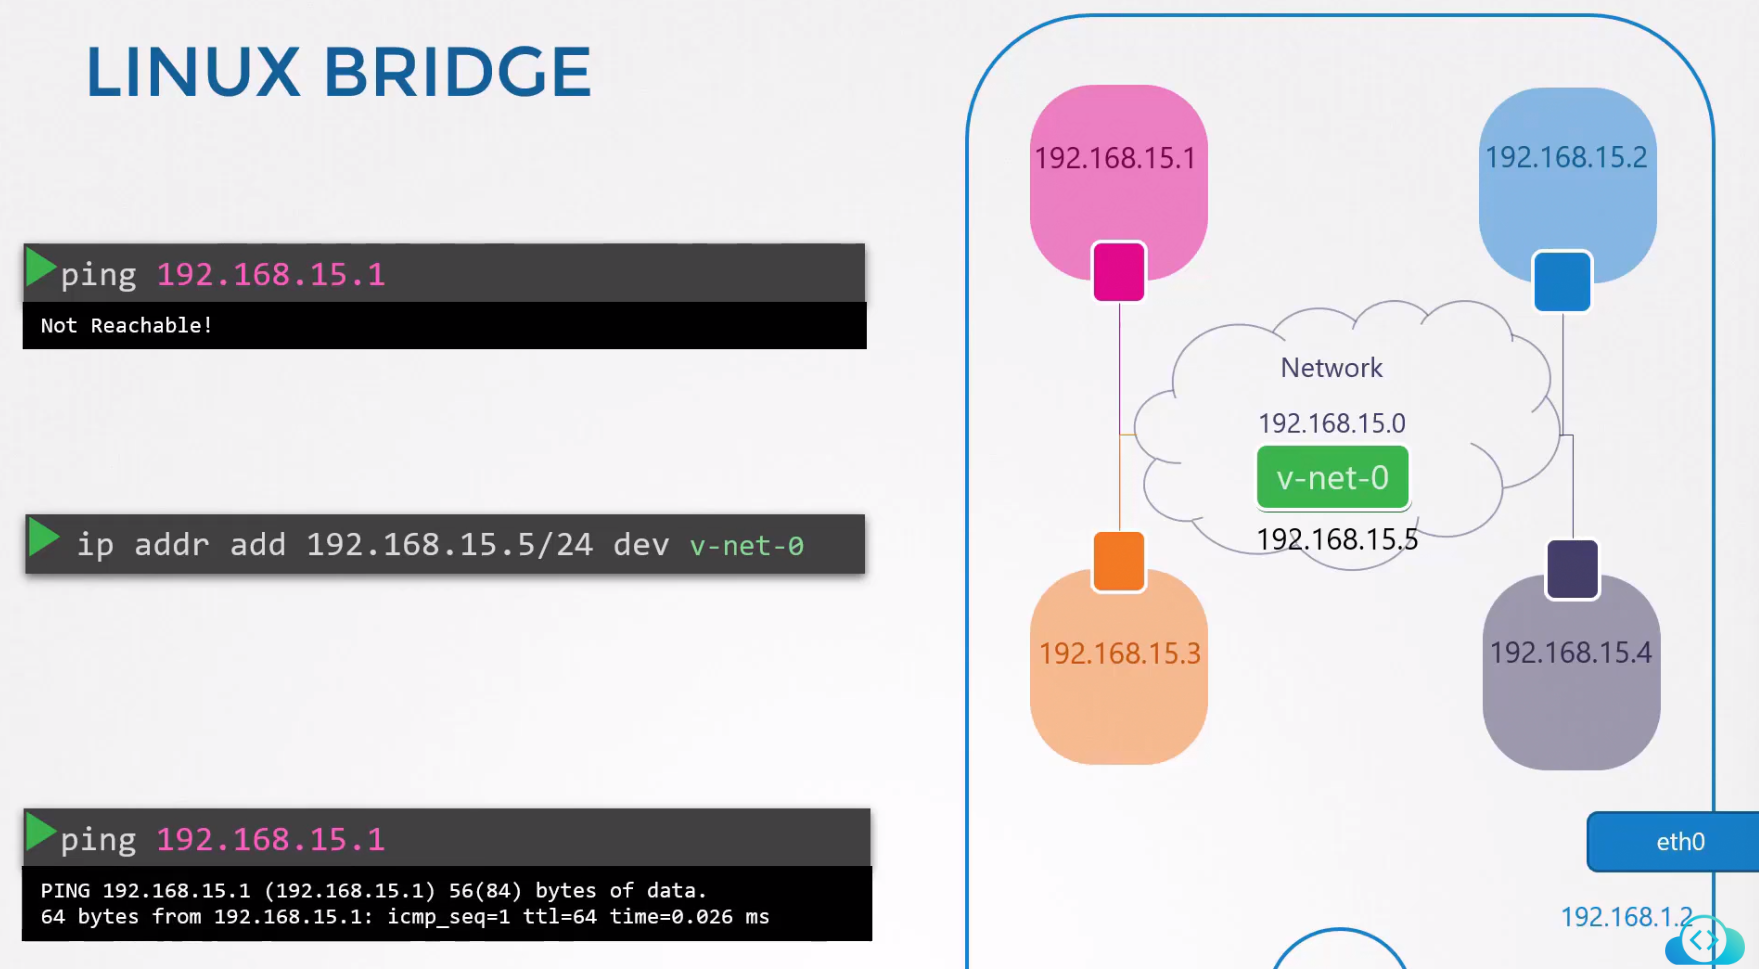 LINUX BRIDGE
ping 192.168.15.1
Not Reachable!
ip addr add 192.168.15.5/24 dev v-net-0
ping 192.168.15.1
PING 192.168.15.1 (192.168.15.1) 56(84) bytes of data.
64 bytes from 192.168.15.1: icmp_seq=1 ttl=64 time=0.026 ms
192.168.15.1
192.168.15.2
Network
192.168.15.0
v-net-0
192.168.15.5
192.168.15.3
192.168.15.4
eth0
192.168.1.2